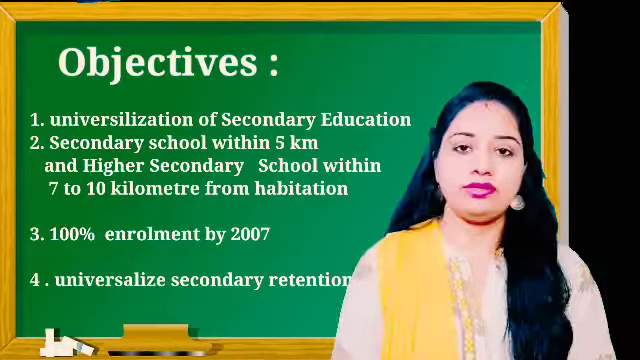 Objectives :
1. universilization of Secondary Education
2. Secondary school within 5 km
and Higher Secondary School within
7 to 10 kilometre from habitation
3. 100% enrolment by 2007
4 . universalize secondary retention